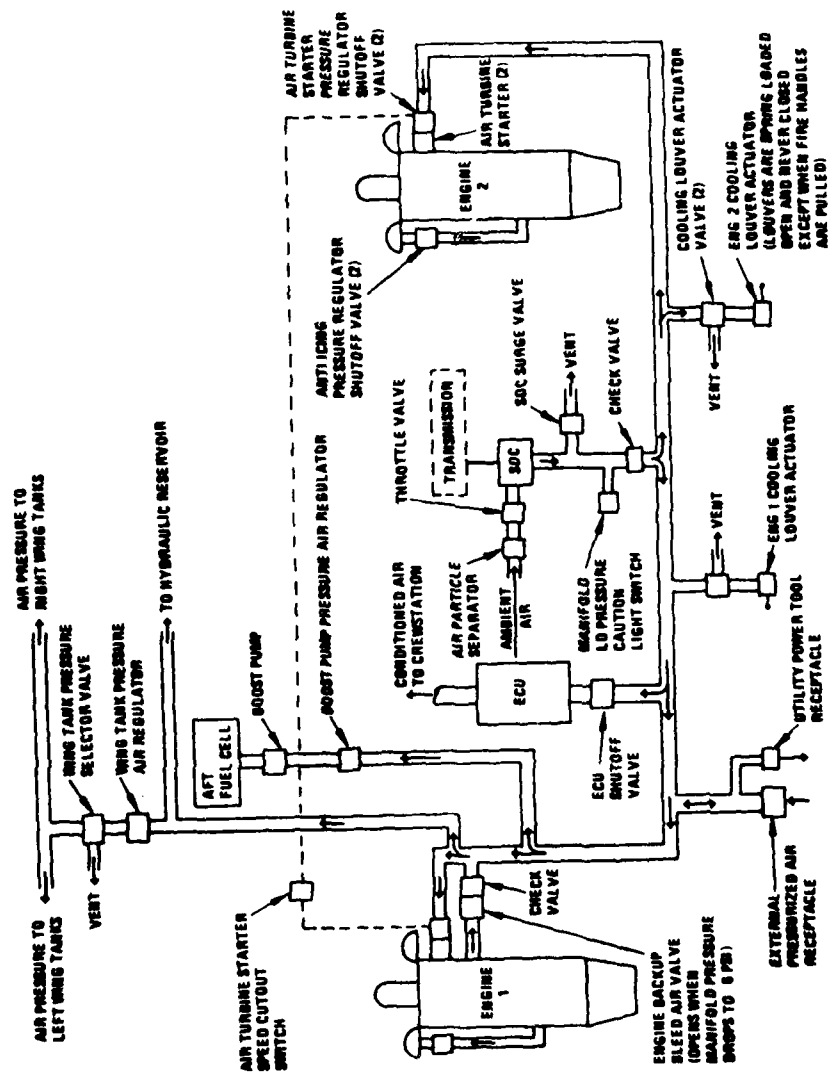 AIR PRESSURE TO
LEFT WING TANKS
AIR PRESSURE TO
RIGHT WING TANKS
VENT
WING TANK PRESSURE
SELECTOR VALVE
WING TANK PRESSURE
AIR REGULATOR
TO HYDRAULIC RESERVOIR
AIR TURBINE STARTER
SPEED CUTOUT
SWITCH
AFT
FUEL CELL
BOOST PUMP
BOOST PUMP PRESSURE AIR REGULATOR
AIR TURBINE
STARTER
PRESSURE
REGULATOR
SHUTOFF
VALVE (2)
AIR TURBINE
STARTER (2)
ENGINE
2
ANTI ICING
PRESSURE REGULATOR
SHUTOFF VALVE (2)
ENGINE
1
CHECK
VALVE
ENGINE BACKUP
BLEED AIR VALVE
(OPENS WHEN
MANIFOLD PRESSURE
DROPS TO PSI)
CONDITIONED AIR
TO CREWSTATION
ECU
ECU
SHUTOFF
VALVE
AIR PARTICLE
SEPARATOR
AMBIENT
AIR
THROTTLE VALVE
TRANSMISSION
SDC
SDC SURGE VALVE
VENT
CHECK VALVE
MANIFOLD
LO PRESSURE
CAUTION
LIGHT SWITCH
EXTERNAL
PRESSURIZED AIR
RECEPTACLE
UTILITY POWER TOOL
RECEPTACLE
VENT
ENG 1 COOLING
LOUVER ACTUATOR
VENT
COOLING LOUVER ACTUATOR
VALVE (2)
ENG 2 COOLING
LOUVER ACTUATOR
(LOUVERS ARE SPRING LOADED
OPEN AND NEVER CLOSED
EXCEPT WHEN FIRE HANDLES
ARE PULLED)